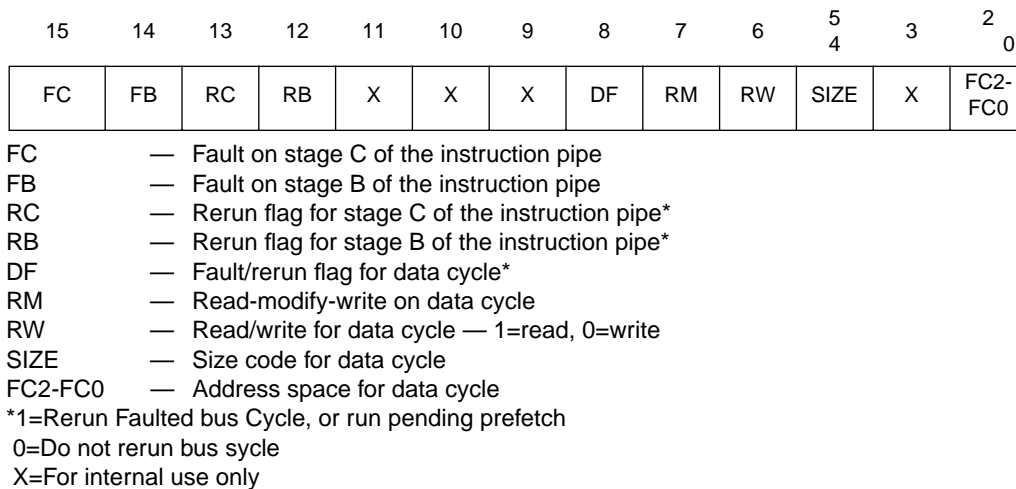 15 14 13 12 11 10 9 8 7 6 5 4 3 2 0
FC FB RC RB X X X DF RM RW SIZE X FC2-FC0
FC — Fault on stage C of the instruction pipe
FB — Fault on stage B of the instruction pipe
RC — Rerun flag for stage C of the instruction pipe*
RB — Rerun flag for stage B of the instruction pipe*
DF — Fault/rerun flag for data cycle*
RM — Read-modify-write on data cycle
RW — Read/write for data cycle — 1=read, 0=write
SIZE — Size code for data cycle
FC2-FC0 — Address space for data cycle
*1=Rerun Faulted bus Cycle, or run pending prefetch
0=Do not rerun bus sycle
X=For internal use only